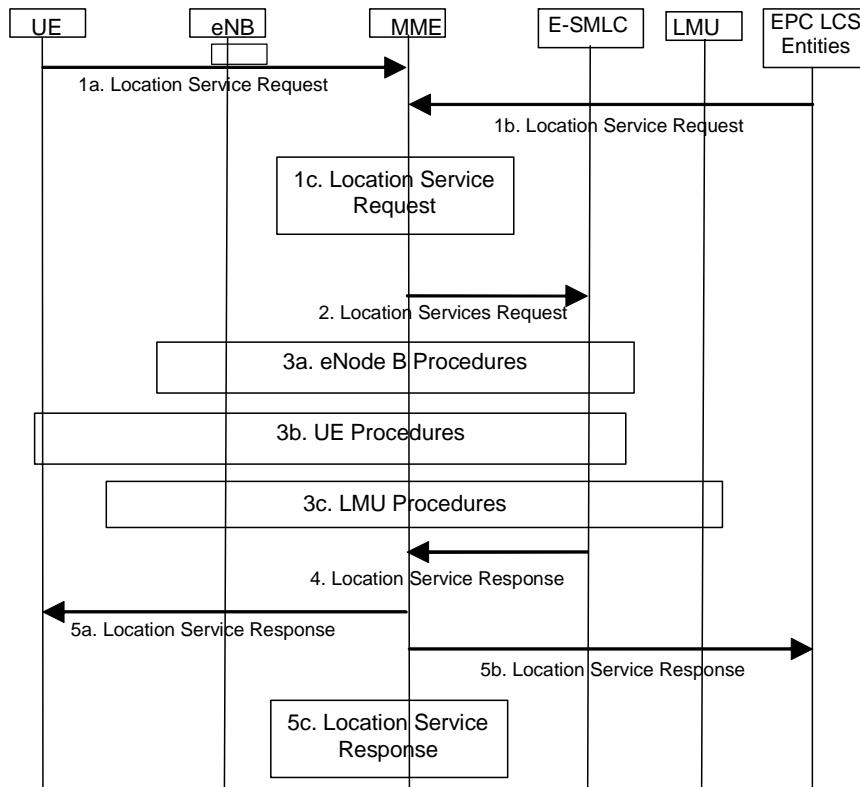 UE
eNB
MME
E-SMLC
LMU
EPC LCS
Entities
1a. Location Service Request
1b. Location Service Request
1c. Location Service
Request
2. Location Services Request
3a. eNode B Procedures
3b. UE Procedures
3c. LMU Procedures
4. Location Service Response
5a. Location Service Response
5b. Location Service Response
5c. Location Service
Response